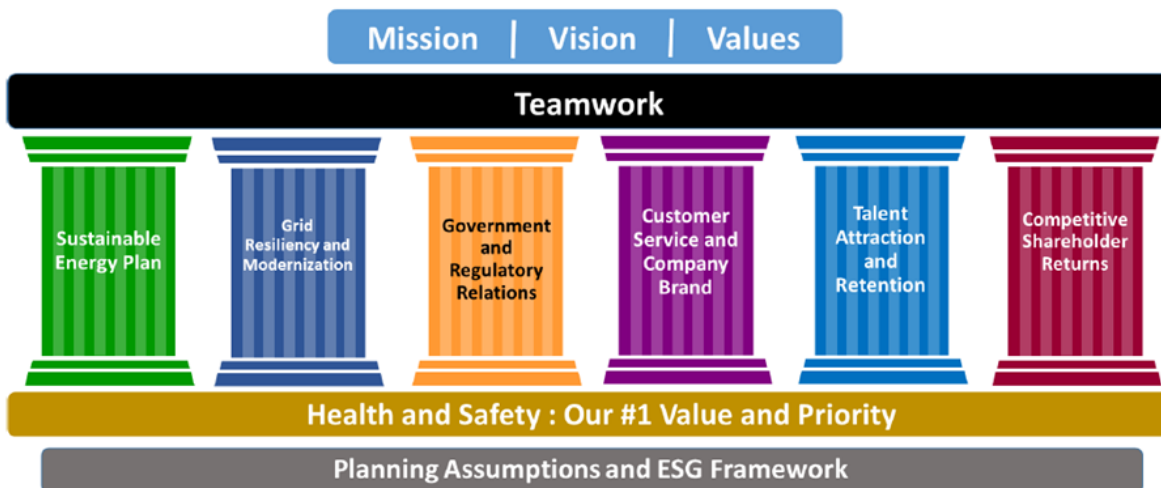 Mission | Vision | Values
Teamwork
Sustainable
Energy Plan
Grid
Resiliency and
Modernization
Government
and
Regulatory
Relations
Customer
Service and
Company
Brand
Talent
Attraction
and
Retention
Competitive
Shareholder
Returns
Health and Safety : Our #1 Value and Priority
Planning Assumptions and ESG Framework